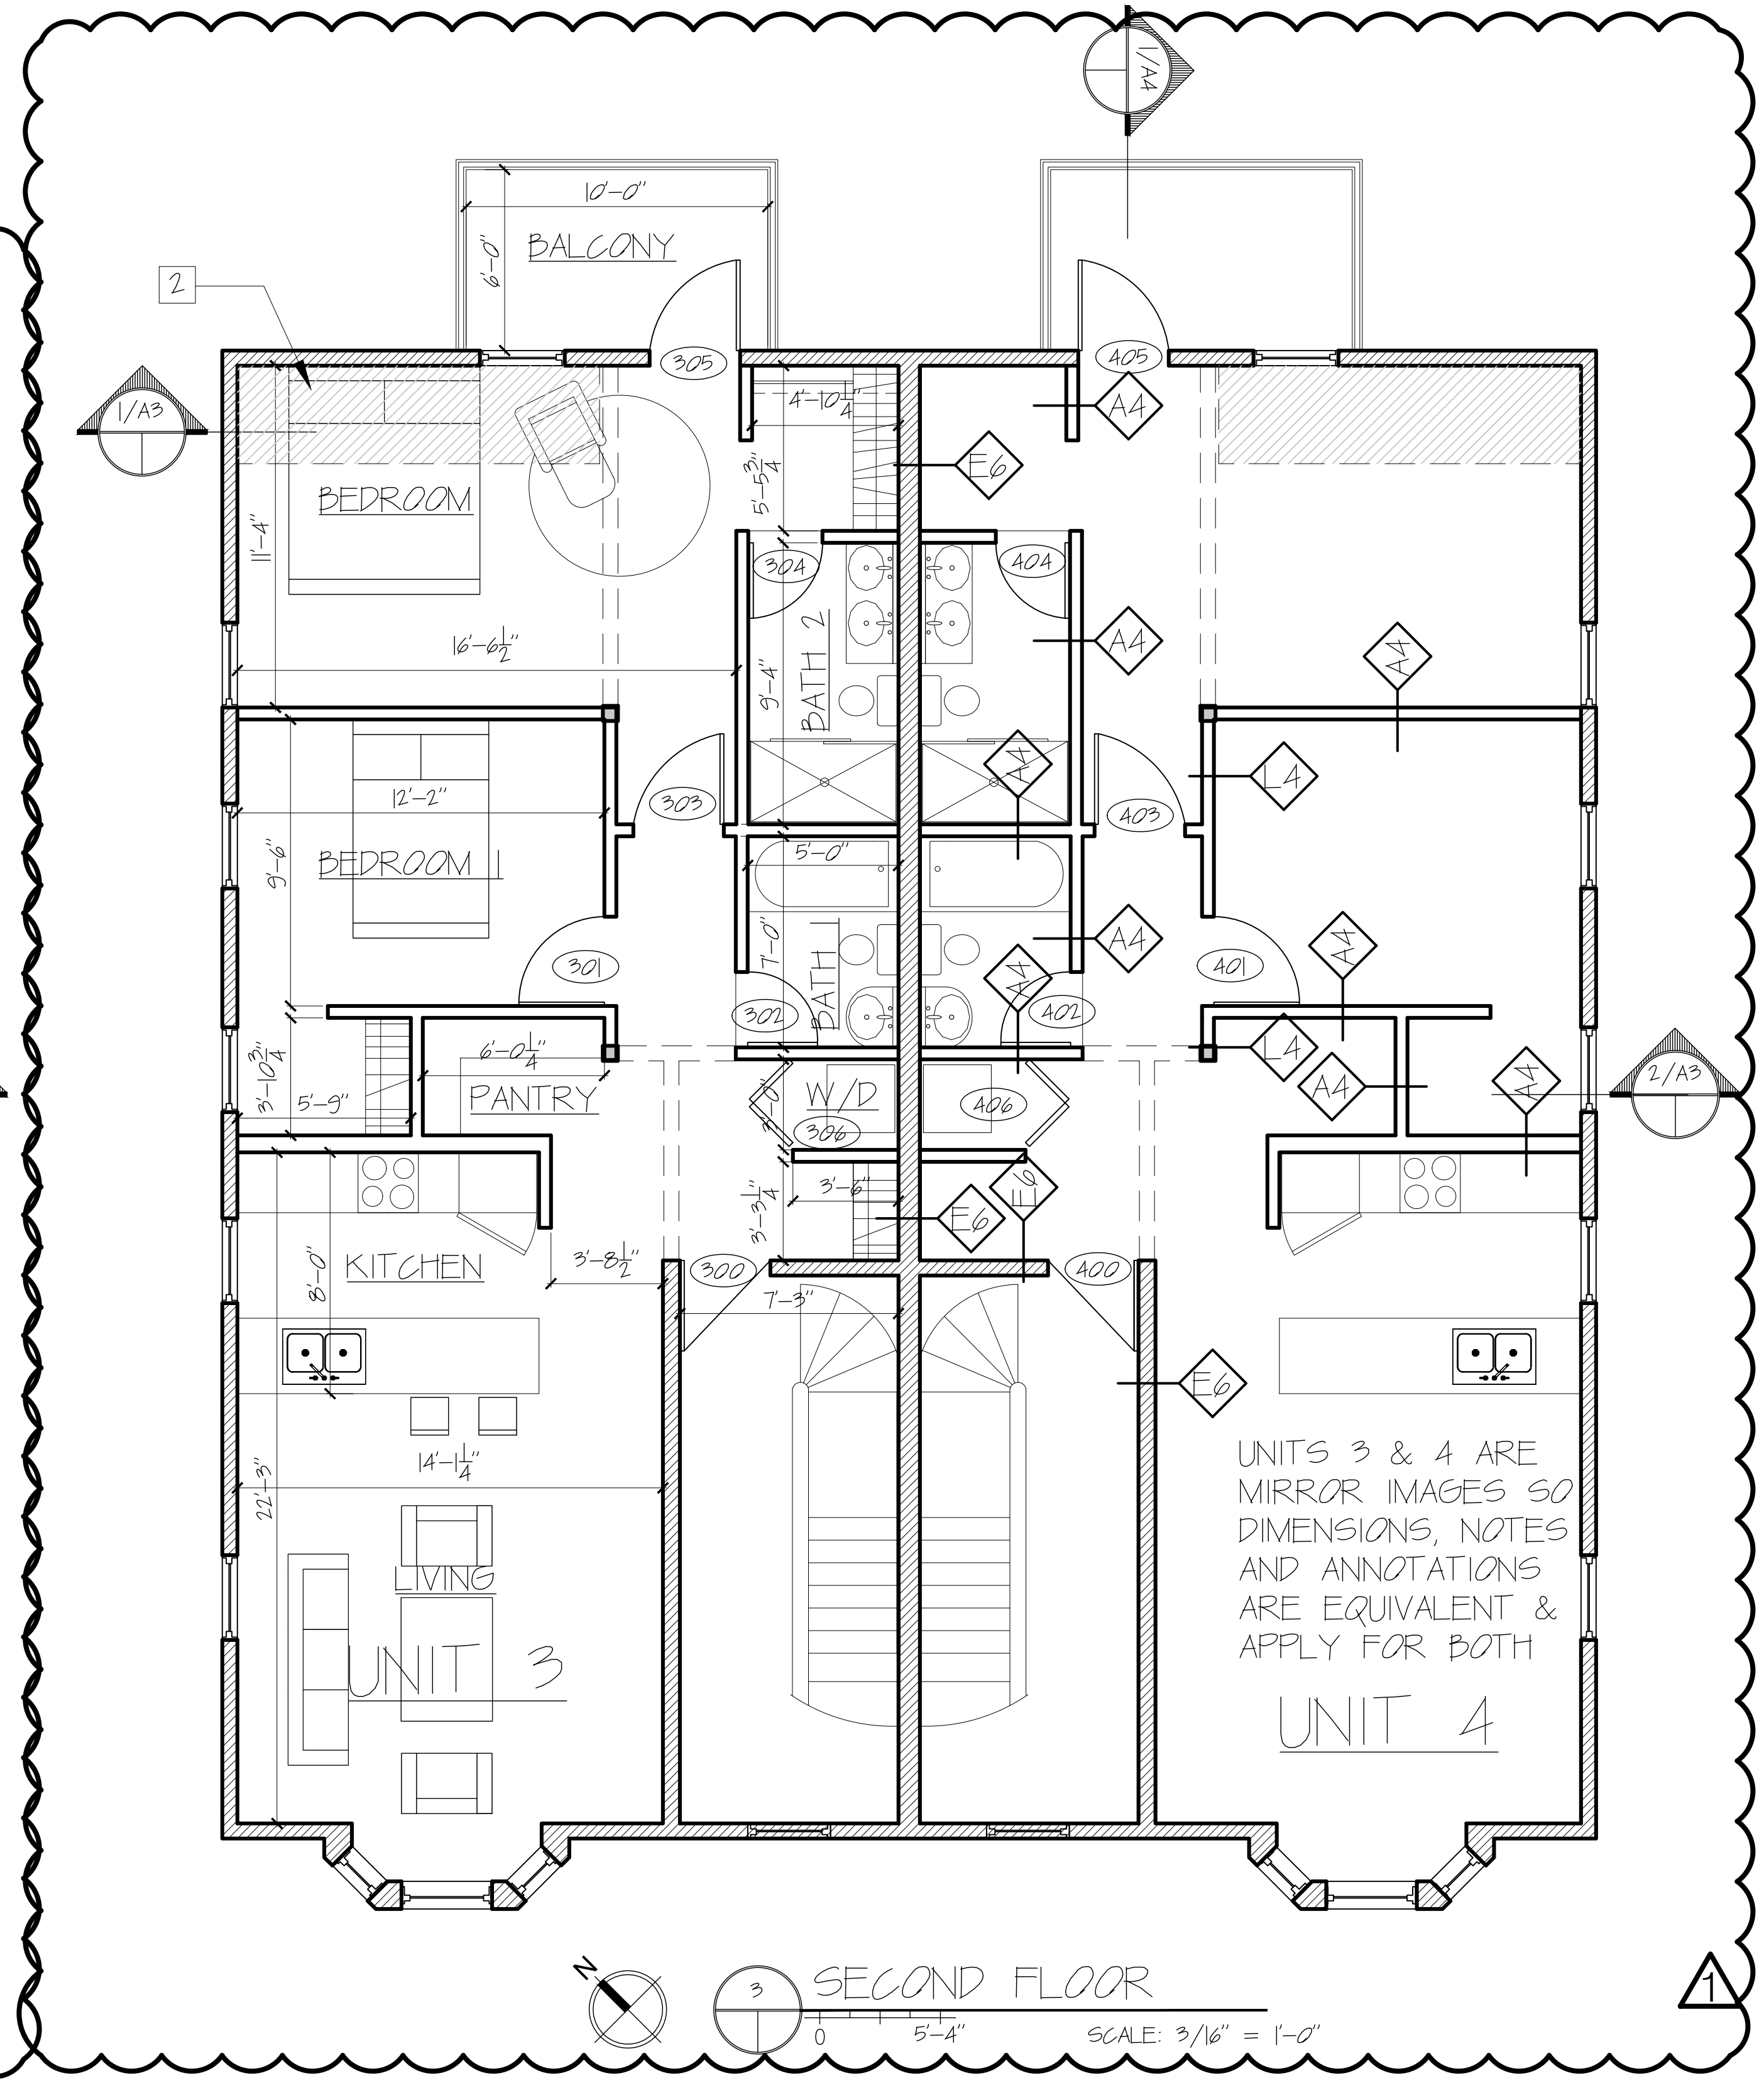 1/A4
10'-0"
BALCONY
6'-0"
2
305
405
1/A3
4'-10 1/4"
A4
5'-5 3/4"
E6
BEDROOM
11'-4"
304
404
16'-6 1/2"
BATH 2
9'-4"
A4
A4
A4
L4
12'-2"
303
403
5'-0"
BEDROOM 1
9'-6"
7'-0"
BATH 1
A4
A4
A4
301
401
302
402
3'-10 3/4"
6'-0 1/4"
5'-9"
PANTRY
W/D
3'-0"
306
406
L4
A4
A4
2/A3
3'-3 1/4"
3'-6"
E6
E6
KITCHEN
8'-0"
3'-8 1/2"
300
400
7'-3"
E6
14'-1 1/4"
22'-3"
LIVING
UNIT 3
UNITS 3 & 4 ARE
MIRROR IMAGES SO
DIMENSIONS, NOTES
AND ANNOTATIONS
ARE EQUIVALENT &
APPLY FOR BOTH
UNIT 4
N
3
SECOND FLOOR
0
5'-4"
SCALE: 3/16" = 1'-0"
1